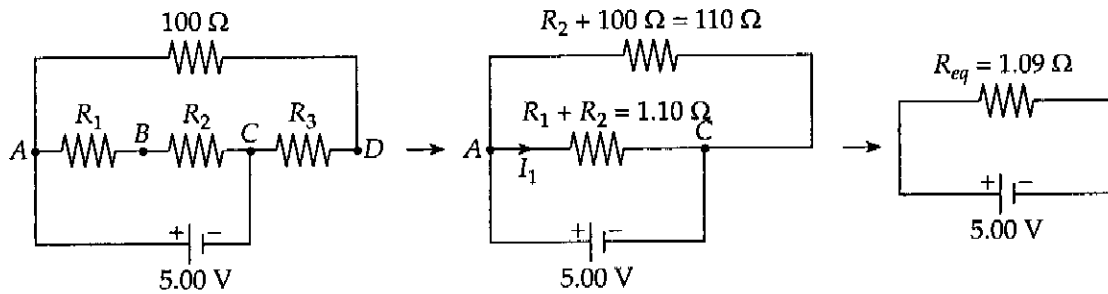 100 Ω
R₁ B R₂ C R₃
A D
+ −
5.00 V
R₂ + 100 Ω = 110 Ω
R₁ + R₂ = 1.10 Ω
A C
I₁
+ −
5.00 V
R_eq = 1.09 Ω
+ −
5.00 V